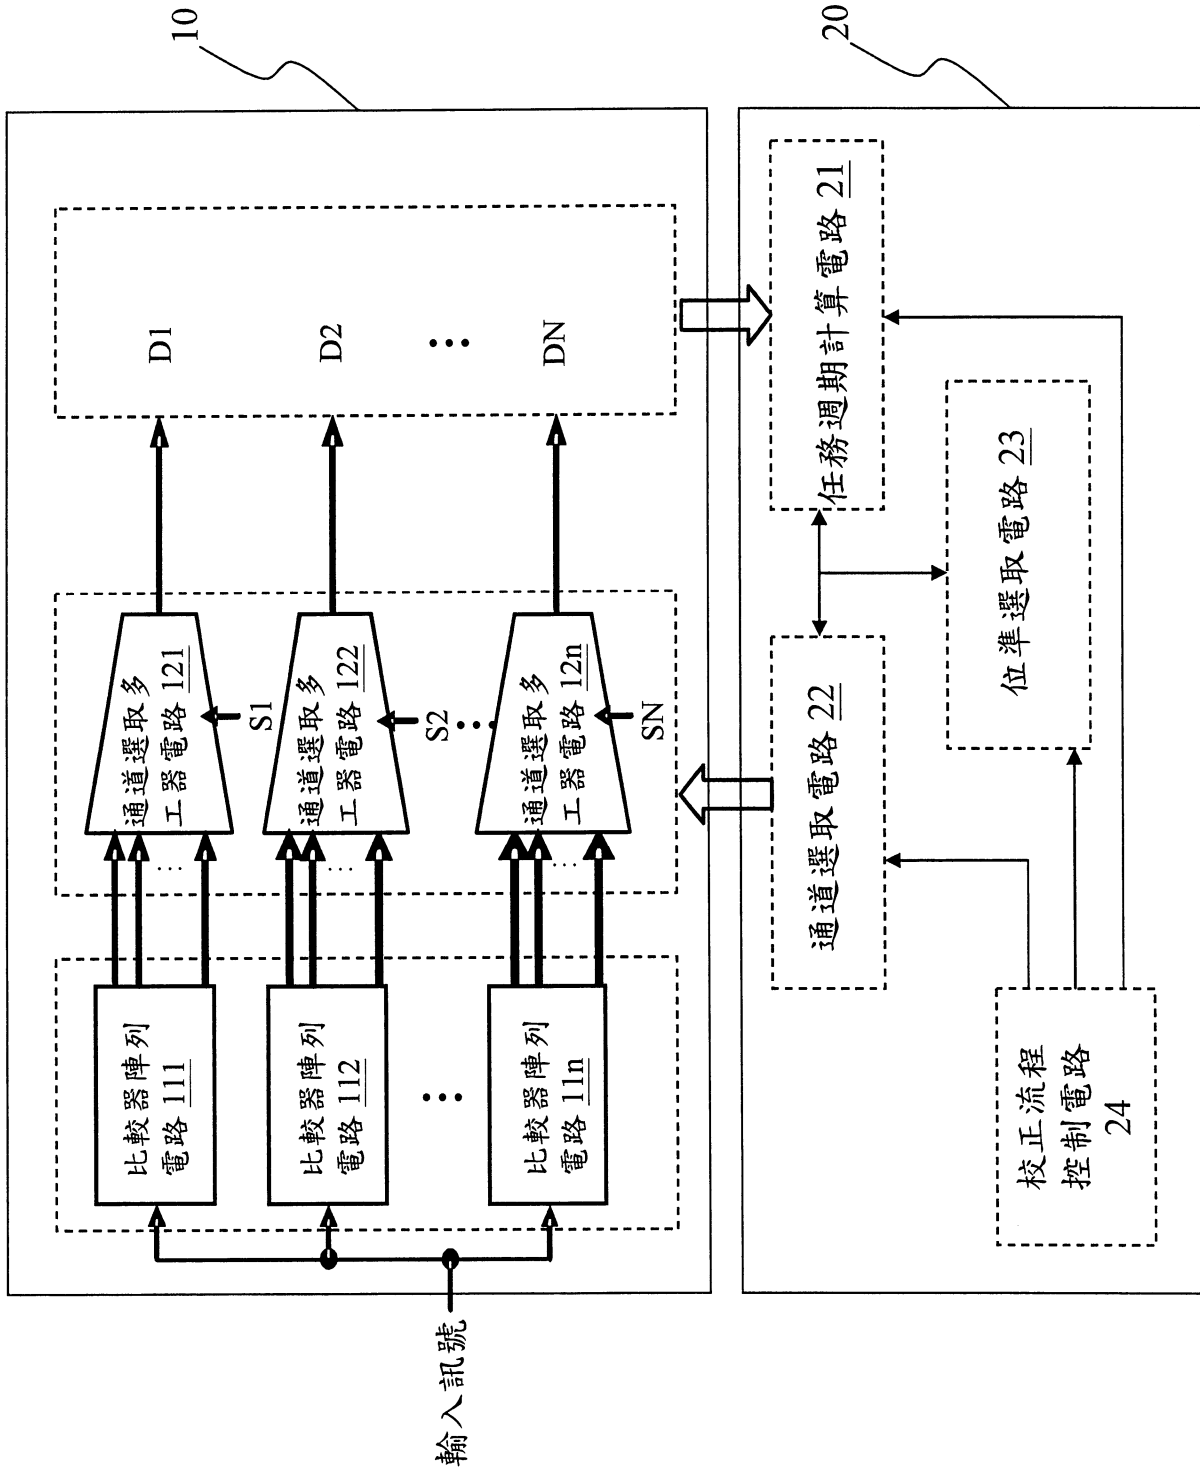 10
輸入訊號
比較器陣列
電路 111
通道選取多
工器電路 121
S1
D1
比較器陣列
電路 112
通道選取多
工器電路 122
S2
D2
比較器陣列
電路 11n
通道選取多
工器電路 12n
SN
DN
20
通道選取電路 22
任務週期計算電路 21
位準選取電路 23
校正流程
控制電路
24